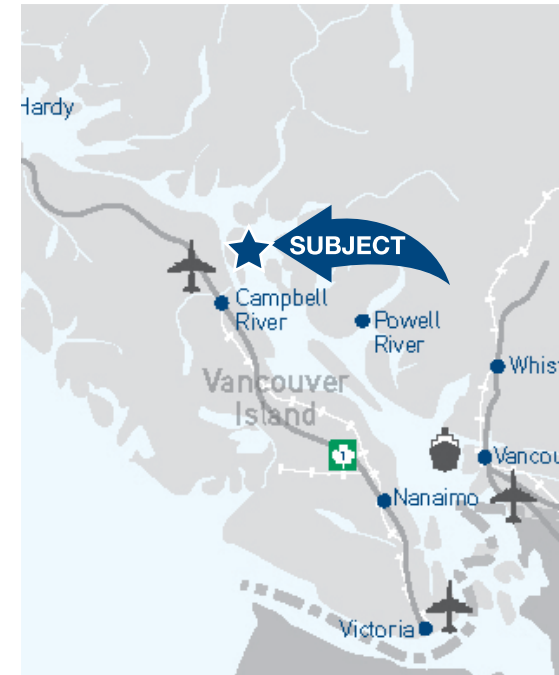 Hardy
SUBJECT
Campbell
River
Powell
River
Whist
Vancouver
Island
1
Vancou
Nanaimo
Victoria